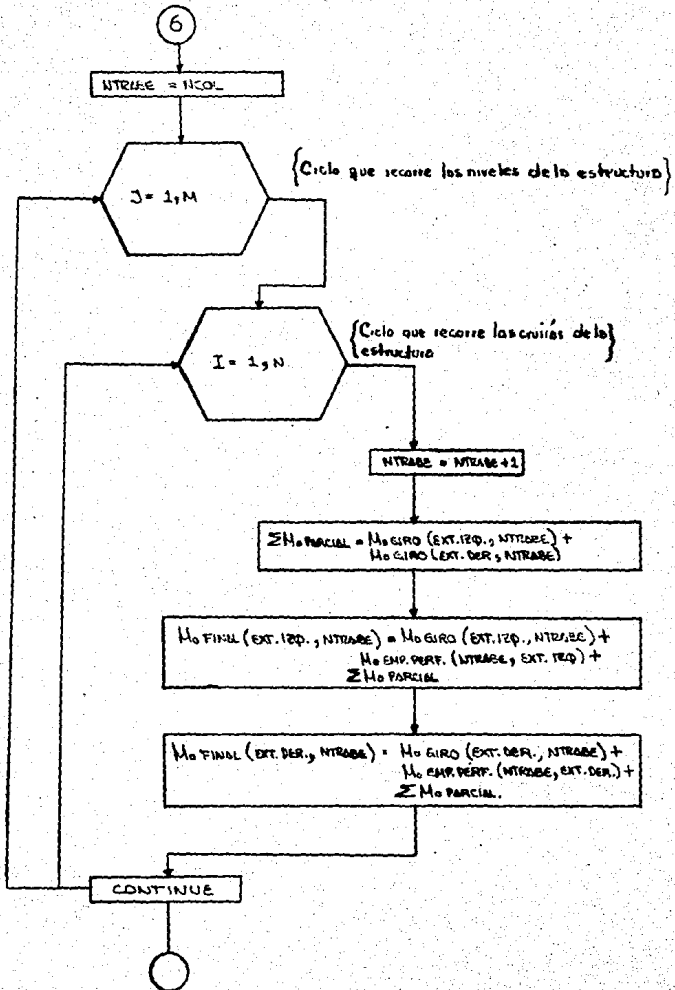 6
NTRABE = NCOL
J = 1, M
{Ciclo que recorre los niveles de la estructura}
I = 1, N
{Ciclo que recorre las crujías de la
estructura}
NTRABE = NTRABE+1
ΣMo PARCIAL = Mo GIRO (EXT. IZQ., NTRABE) +
Mo GIRO (EXT. DER, NTRABE)
Mo FINAL (EXT. IZQ., NTRABE) = Mo GIRO (EXT. IZQ., NTRABE) +
Mo EMP. PERF. (NTRABE, EXT. IZQ) +
ΣMo PARCIAL
Mo FINAL (EXT. DER., NTRABE) = Mo GIRO (EXT. DER., NTRABE) +
Mo EMP. PERF. (NTRABE, EXT. DER.) +
ΣMo PARCIAL.
CONTINUE